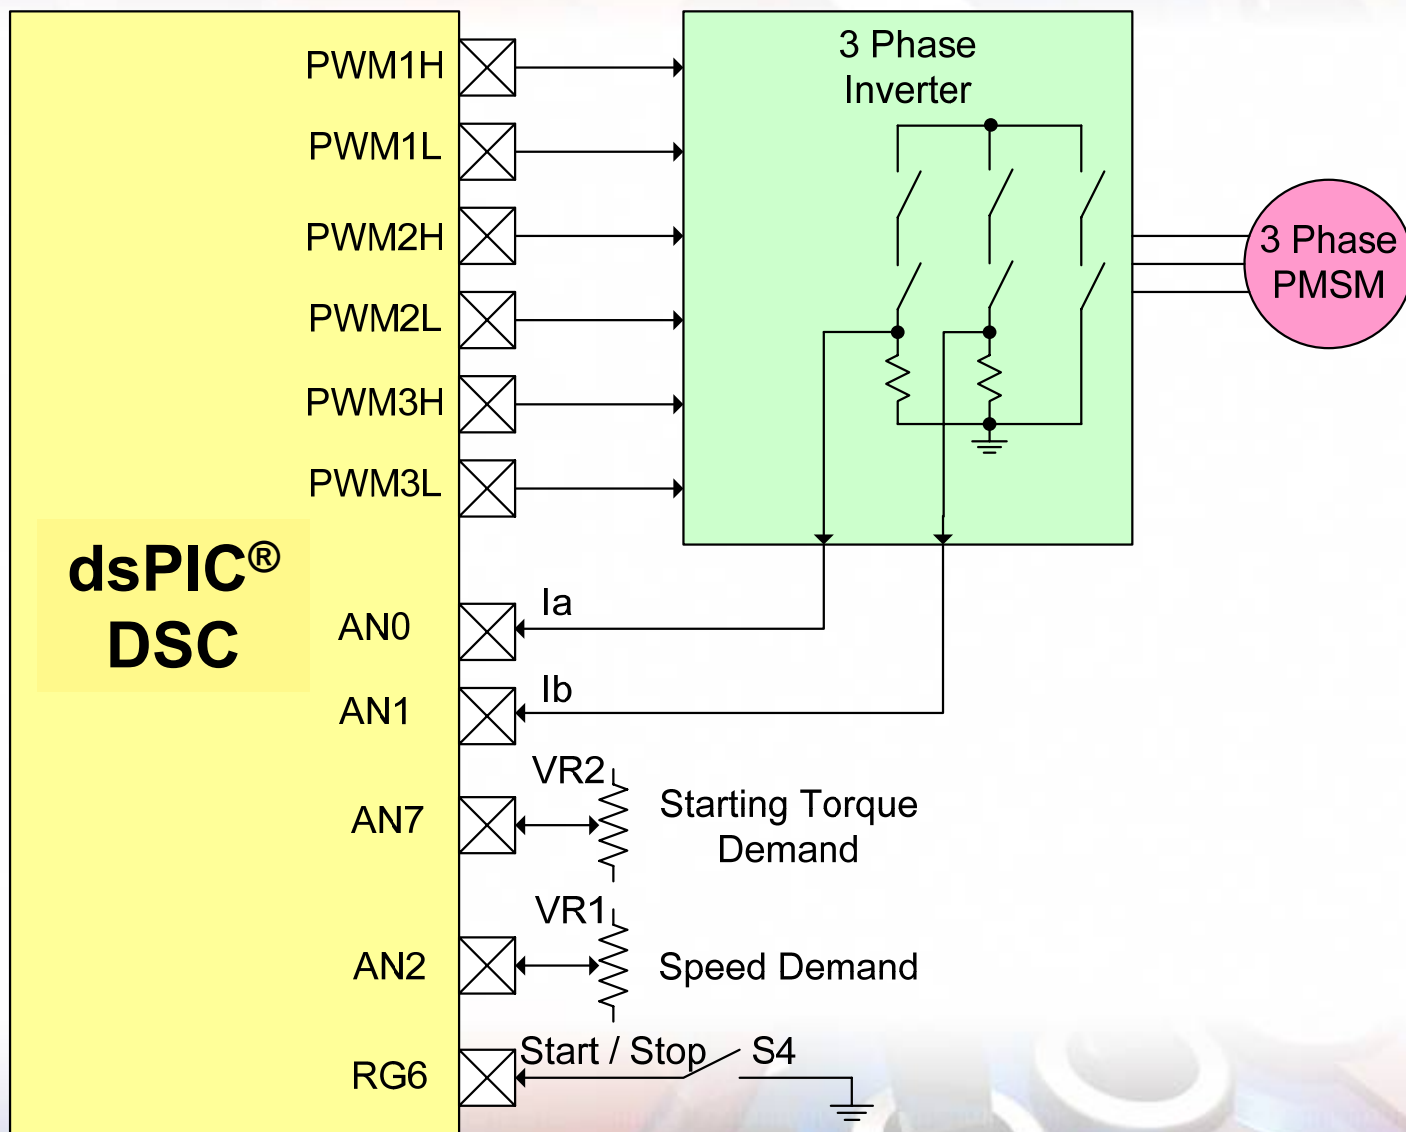 PWM1H
PWM1L
PWM2H
PWM2L
PWM3H
PWM3L
dsPIC®
DSC
AN0
AN1
AN7
AN2
RG6
3 Phase
Inverter
3 Phase
PMSM
Ia
Ib
VR2
Starting Torque
Demand
VR1
Speed Demand
Start / Stop
S4